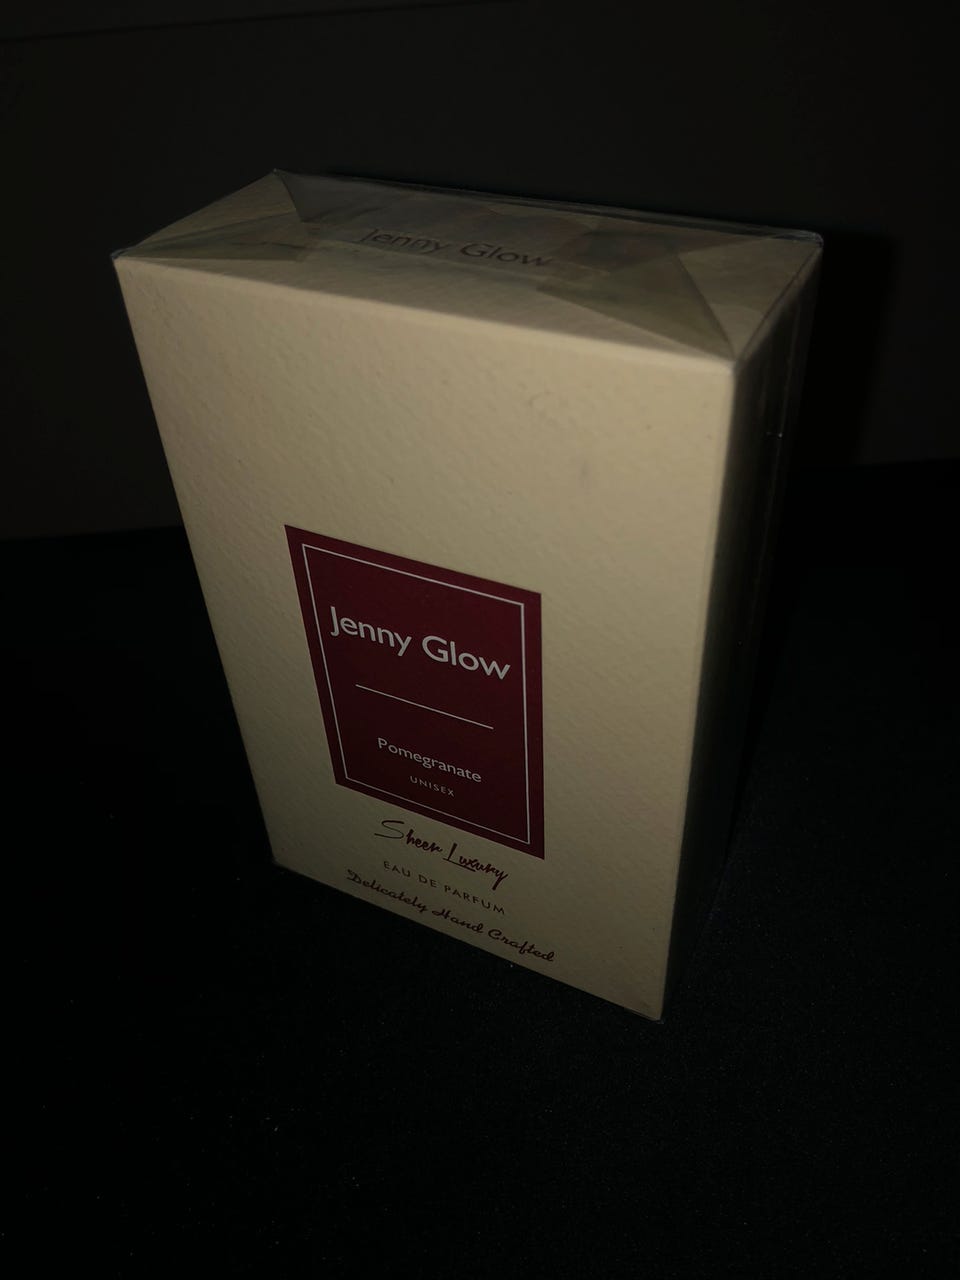 Jenny Glow
Jenny Glow
Pomegranate
UNISEX
Sheer Luxury
EAU DE PARFUM
Delicately Hand Crafted